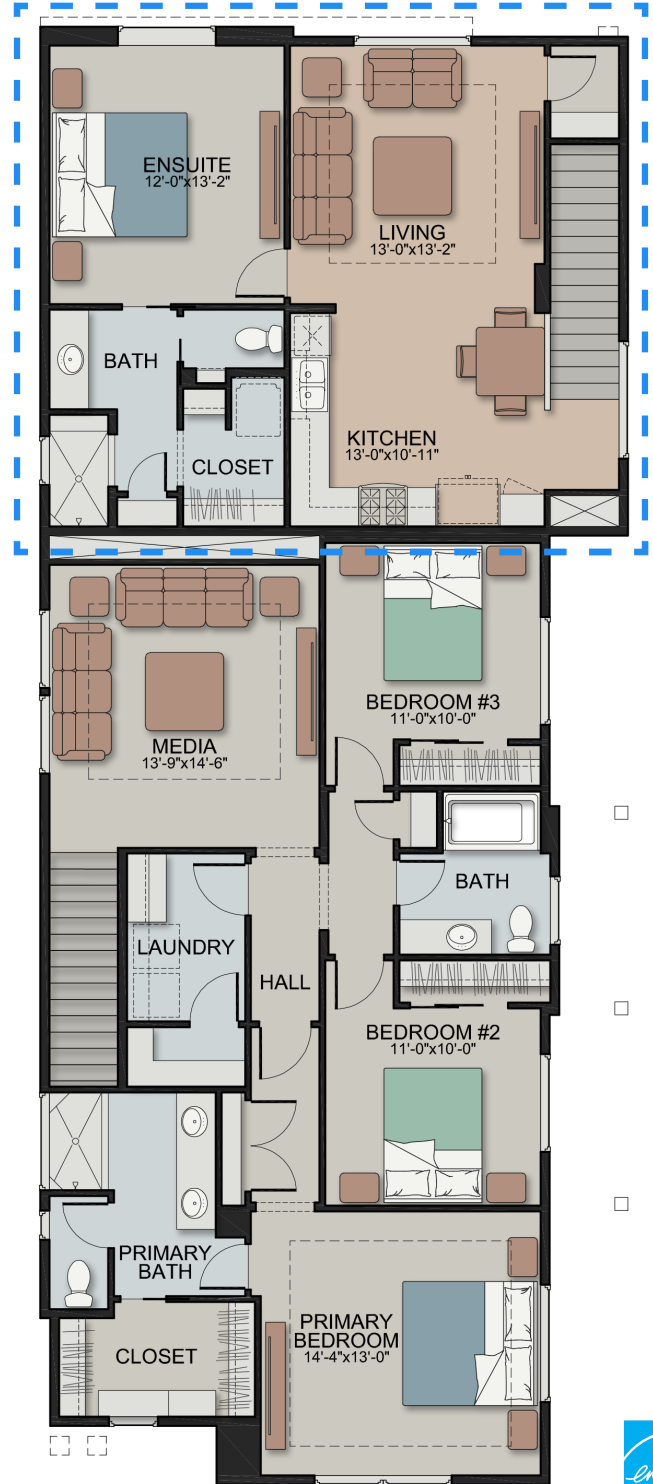 ENSUITE
12'-0"x13'-2"
LIVING
13'-0"x13'-2"
BATH
KITCHEN
13'-0"x10'-11"
CLOSET
BEDROOM #3
11'-0"x10'-0"
MEDIA
13'-9"x14'-6"
BATH
LAUNDRY
HALL
BEDROOM #2
11'-0"x10'-0"
PRIMARY
BATH
PRIMARY
BEDROOM
14'-4"x13'-0"
CLOSET